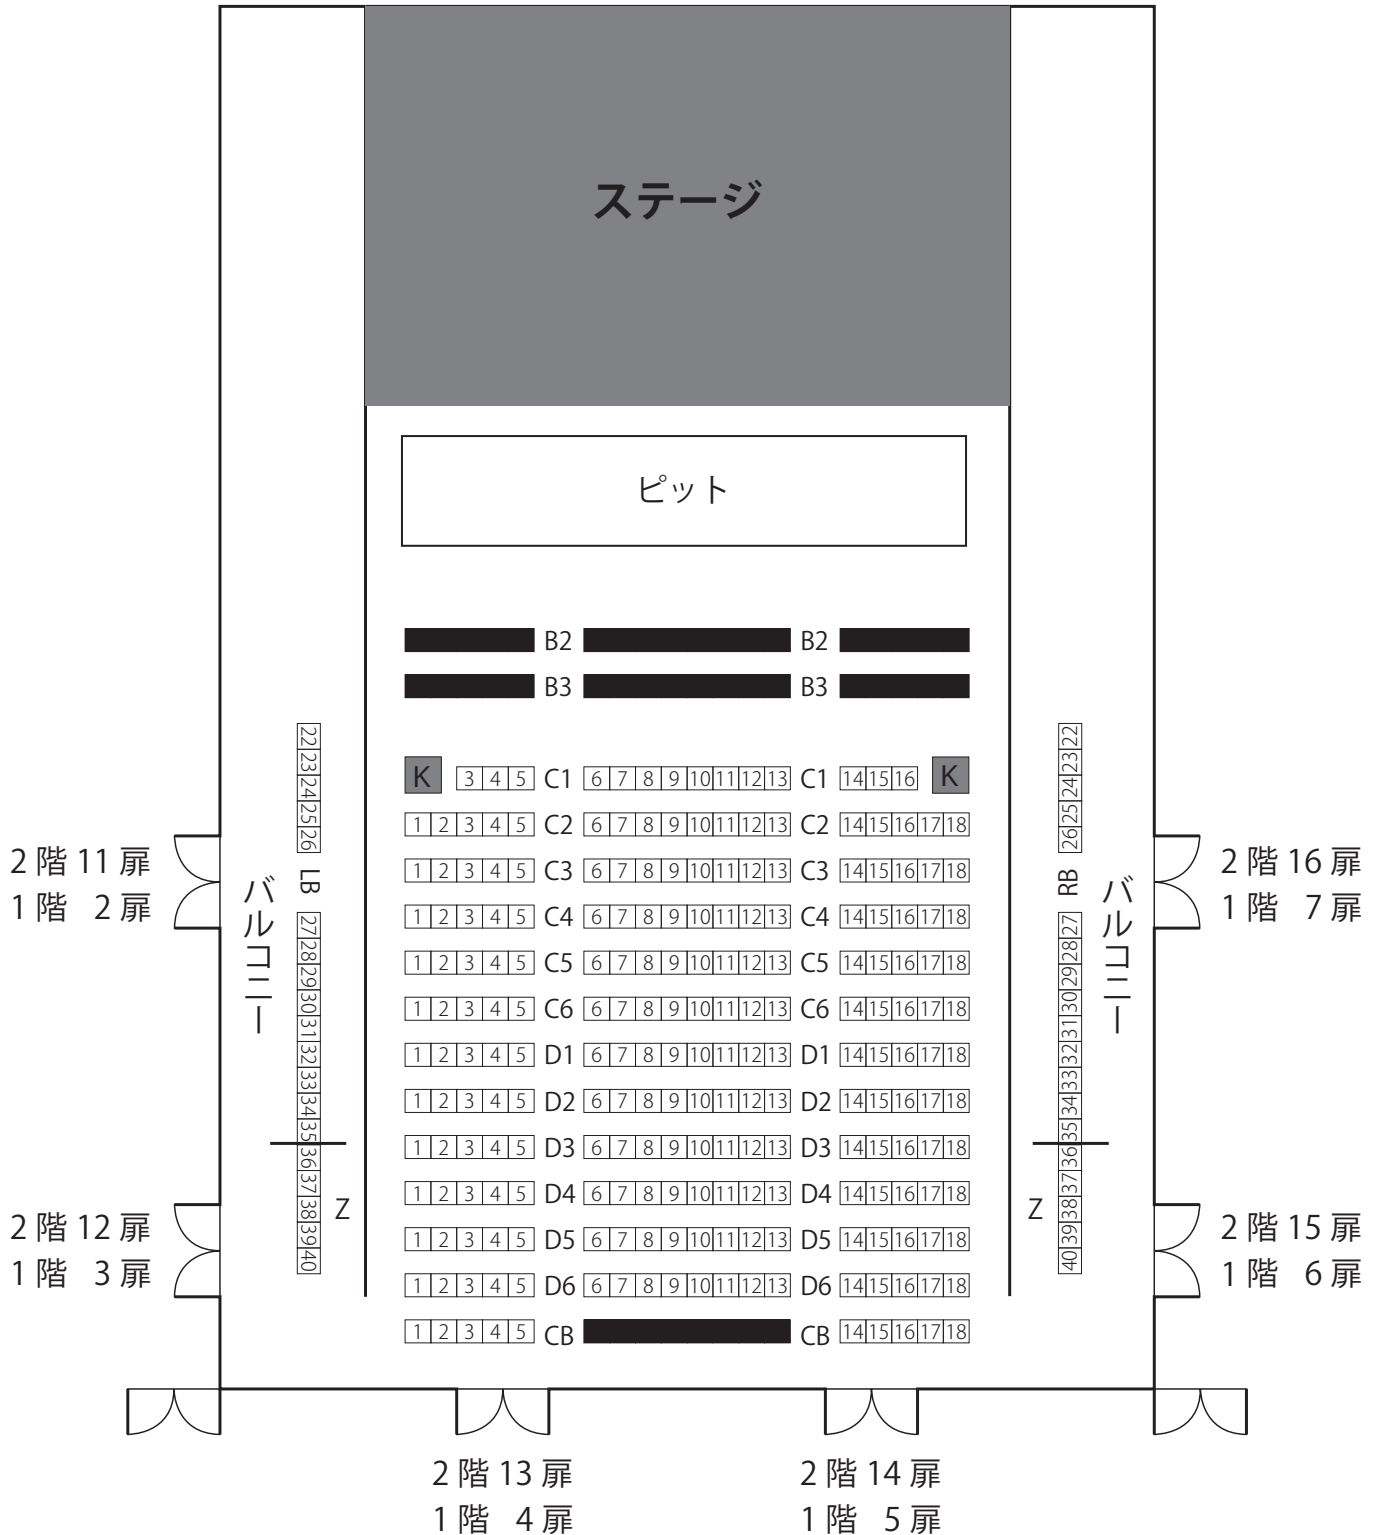 ステージ
ピット
B2 B2
B3 B3
K 3 4 5 C1 6 7 8 9 10 11 12 13 C1 14 15 16 K
1 2 3 4 5 C2 6 7 8 9 10 11 12 13 C2 14 15 16 17 18
1 2 3 4 5 C3 6 7 8 9 10 11 12 13 C3 14 15 16 17 18
1 2 3 4 5 C4 6 7 8 9 10 11 12 13 C4 14 15 16 17 18
1 2 3 4 5 C5 6 7 8 9 10 11 12 13 C5 14 15 16 17 18
1 2 3 4 5 C6 6 7 8 9 10 11 12 13 C6 14 15 16 17 18
1 2 3 4 5 D1 6 7 8 9 10 11 12 13 D1 14 15 16 17 18
1 2 3 4 5 D2 6 7 8 9 10 11 12 13 D2 14 15 16 17 18
1 2 3 4 5 D3 6 7 8 9 10 11 12 13 D3 14 15 16 17 18
1 2 3 4 5 D4 6 7 8 9 10 11 12 13 D4 14 15 16 17 18
1 2 3 4 5 D5 6 7 8 9 10 11 12 13 D5 14 15 16 17 18
1 2 3 4 5 D6 6 7 8 9 10 11 12 13 D6 14 15 16 17 18
1 2 3 4 5 CB CB 14 15 16 17 18
22 23 24 25 26 LB 27 28 29 30 31 32 33 34 35 36 37 38 39 40
バルコニー
Z
22 23 24 25 26 RB 27 28 29 30 31 32 33 34 35 36 37 38 39 40
バルコニー
Z
2階11扉
1階 2扉
2階12扉
1階 3扉
2階16扉
1階 7扉
2階15扉
1階 6扉
2階13扉
1階 4扉
2階14扉
1階 5扉